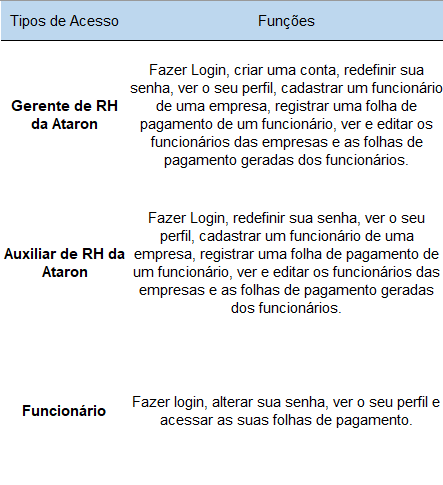 Tipos de Acesso Funções
Fazer Login, criar uma conta, redefinir sua
senha, ver o seu perfil, cadastrar um funcionário
Gerente de RH de uma empresa, registrar uma folha de
da Ataron pagamento de um funcionário, ver e editar os
funcionários das empresas e as folhas de
pagamento geradas dos funcionários.
Fazer Login, redefinir sua senha, ver o seu
perfil, cadastrar um funcionário de uma
Auxiliar de RH da empresa, registrar uma folha de pagamento de
Ataron um funcionário, ver e editar os funcionários das
empresas e as folhas de pagamento geradas
dos funcionários.
Fazer login, alterar sua senha, ver o seu perfil e
Funcionário acessar as suas folhas de pagamento.